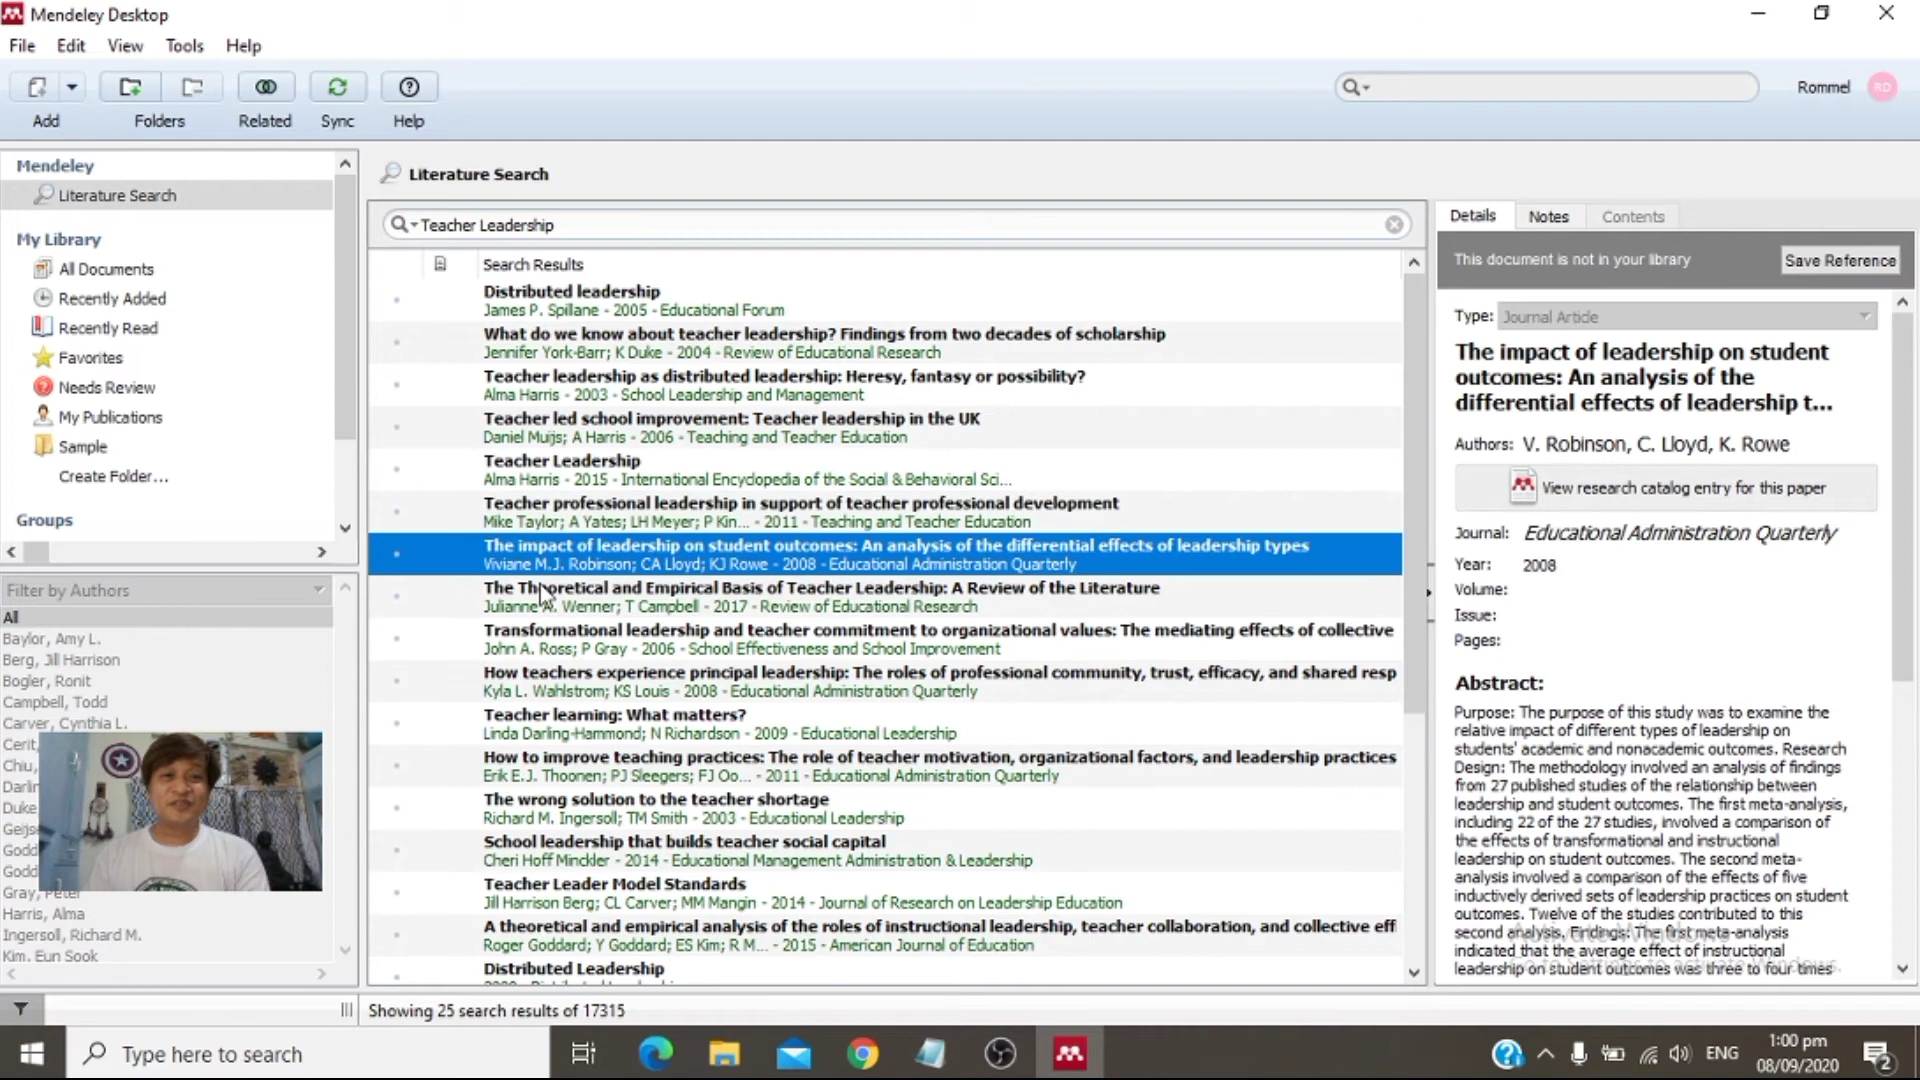 Mendeley Desktop
File Edit View Tools Help
Add Folders Related Sync Help
Rommel RD
Mendeley
Literature Search
My Library
All Documents
Recently Added
Recently Read
Favorites
Needs Review
My Publications
Sample
Create Folder...
Groups
Filter by Authors
All
Baylor, Amy L.
Berg, Jill Harrison
Bogler, Ronit
Campbell, Todd
Carver, Cynthia L.
Cerit,
Chiu,
Darlin
Duke
Geijse
Godd
Godd
Gray, Peter
Harris, Alma
Ingersoll, Richard M.
Kim, Eun Sook
Literature Search
Teacher Leadership
Search Results
Distributed leadership
James P. Spillane - 2005 - Educational Forum
What do we know about teacher leadership? Findings from two decades of scholarship
Jennifer York-Barr; K Duke - 2004 - Review of Educational Research
Teacher leadership as distributed leadership: Heresy, fantasy or possibility?
Alma Harris - 2003 - School Leadership and Management
Teacher led school improvement: Teacher leadership in the UK
Daniel Muijs; A Harris - 2006 - Teaching and Teacher Education
Teacher Leadership
Alma Harris - 2015 - International Encyclopedia of the Social & Behavioral Sci...
Teacher professional leadership in support of teacher professional development
Mike Taylor; A Yates; LH Meyer; P Kin... - 2011 - Teaching and Teacher Education
The impact of leadership on student outcomes: An analysis of the differential effects of leadership types
Viviane M.J. Robinson; CA Lloyd; KJ Rowe - 2008 - Educational Administration Quarterly
The Theoretical and Empirical Basis of Teacher Leadership: A Review of the Literature
Julianne A. Wenner; T Campbell - 2017 - Review of Educational Research
Transformational leadership and teacher commitment to organizational values: The mediating effects of collective
John A. Ross; P Gray - 2006 - School Effectiveness and School Improvement
How teachers experience principal leadership: The roles of professional community, trust, efficacy, and shared resp
Kyla L. Wahlstrom; KS Louis - 2008 - Educational Administration Quarterly
Teacher learning: What matters?
Linda Darling-Hammond; N Richardson - 2009 - Educational Leadership
How to improve teaching practices: The role of teacher motivation, organizational factors, and leadership practices
Erik E.J. Thoonen; PJ Sleegers; FJ Oo... - 2011 - Educational Administration Quarterly
The wrong solution to the teacher shortage
Richard M. Ingersoll; TM Smith - 2003 - Educational Leadership
School leadership that builds teacher social capital
Cheri Hoff Minckler - 2014 - Educational Management Administration & Leadership
Teacher Leader Model Standards
Jill Harrison Berg; CL Carver; MM Mangin - 2014 - Journal of Research on Leadership Education
A theoretical and empirical analysis of the roles of instructional leadership, teacher collaboration, and collective effi
Roger Goddard; Y Goddard; ES Kim; R M... - 2015 - American Journal of Education
Distributed Leadership
Showing 25 search results of 17315
Details Notes Contents
This document is not in your library Save Reference
Type: Journal Article
The impact of leadership on student
outcomes: An analysis of the
differential effects of leadership t...
Authors: V. Robinson, C. Lloyd, K. Rowe
View research catalog entry for this paper
Journal: Educational Administration Quarterly
Year: 2008
Volume:
Issue:
Pages:
Abstract:
Purpose: The purpose of this study was to examine the
relative impact of different types of leadership on
students' academic and nonacademic outcomes. Research
Design: The methodology involved an analysis of findings
from 27 published studies of the relationship between
leadership and student outcomes. The first meta-analysis,
including 22 of the 27 studies, involved a comparison of
the effects of transformational and instructional
leadership on student outcomes. The second meta-
analysis involved a comparison of the effects of five
inductively derived sets of leadership practices on student
outcomes. Twelve of the studies contributed to this
second analysis. Findings: The first meta-analysis
indicated that the average effect of instructional
leadership on student outcomes was three to four times
Activate Windows
Go to Settings to activate Windows.
Type here to search
ENG
1:00 pm
08/09/2020
2